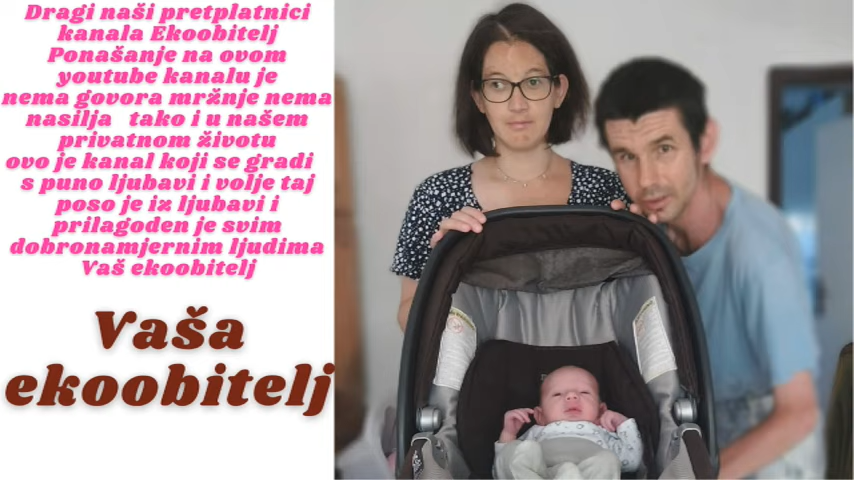 Dragi naši pretplatnici
kanala Ekoobitelj
Ponašanje na ovom
youtube kanalu je
nema govora mržnje nema
nasilja tako i u našem
privatnom životu
ovo je kanal koji se gradi
s puno ljubavi i volje taj
poso je iz ljubavi i
prilagođen je svim
dobronamjernim ljudima
Vaš ekoobitelj
Vaša
ekoobitelj